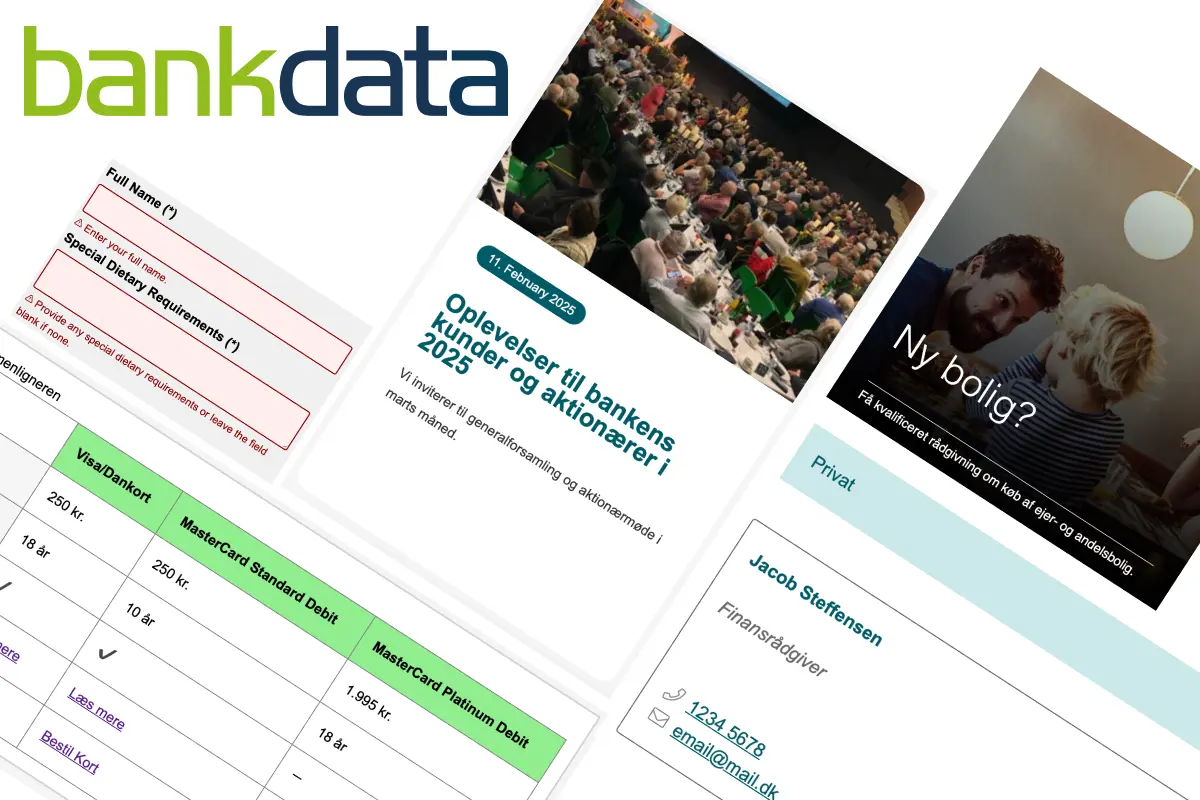 bankdata
Full Name (*)
⚠ Enter your full name.
Special Dietary Requirements (*)
⚠ Provide any special dietary requirements or leave the field
blank if none.
11. February 2025
Oplevelser til bankens
kunder og aktionærer i
2025
Vi inviterer til generalforsamling og aktionærmøde i
marts måned.
Ny bolig?
Få kvalificeret rådgivning om køb af ejer- og andelsbolig.
Privat
Jacob Steffensen
Finansrådgiver
1234 5678
email@mail.dk
Visa/Dankort
MasterCard Standard Debit
MasterCard Platinum Debit
250 kr.
250 kr.
1.995 kr.
18 år
10 år
18 år
✓
✓
–
Læs mere
Bestil Kort